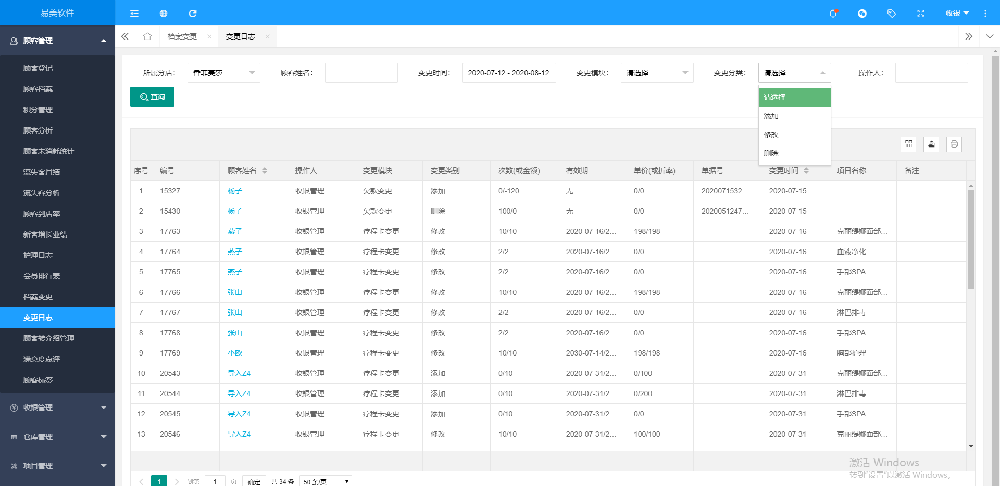 易美软件
收银
顾客管理
档案变更
变更日志
所属分店：
香菲蔓莎
顾客姓名：
变更时间：
2020-07-12 - 2020-08-12
变更模块：
请选择
变更分类：
请选择
操作人：
查询
请选择
添加
修改
删除
顾客登记
顾客档案
积分管理
顾客分析
顾客未消耗统计
流失客月结
流失客分析
顾客到店率
新客增长业绩
护理日志
会员排行表
档案变更
变更日志
顾客转介绍管理
满意度点评
顾客标签
收银管理
仓库管理
项目管理
序号 编号 顾客姓名 操作人 变更模块 变更类别 次数(或金额) 有效期 单价(或折率) 单据号 变更时间 项目名称 备注
1 15327 杨子 收银管理 欠款变更 添加 0/-120 无 0/0 2020071532... 2020-07-15
2 15430 杨子 收银管理 欠款变更 删除 100/0 无 0/0 2020051247... 2020-07-15
3 17763 燕子 收银管理 疗程卡变更 修改 10/10 2020-07-16/2... 198/198 2020-07-16 克丽缇娜面部...
4 17764 燕子 收银管理 疗程卡变更 修改 2/2 2020-07-16/2... 0/0 2020-07-16 血液净化
5 17765 燕子 收银管理 疗程卡变更 修改 2/2 2020-07-16/2... 0/0 2020-07-16 手部SPA
6 17766 张山 收银管理 疗程卡变更 修改 10/10 2020-07-16/2... 198/198 2020-07-16 克丽缇娜面部...
7 17767 张山 收银管理 疗程卡变更 修改 2/2 2020-07-16/2... 0/0 2020-07-16 淋巴排毒
8 17768 张山 收银管理 疗程卡变更 修改 2/2 2020-07-16/2... 0/0 2020-07-16 手部SPA
9 17769 小欧 收银管理 疗程卡变更 修改 10/10 2030-07-14/2... 198/198 2020-07-16 胸部护理
10 20543 导入Z4 收银管理 疗程卡变更 添加 0/10 2020-07-31/2... 0/100 2020-07-31 克丽缇娜面部...
11 20544 导入Z4 收银管理 疗程卡变更 添加 0/10 2020-07-31/2... 0/200 2020-07-31 淋巴排毒
12 20545 导入Z4 收银管理 疗程卡变更 添加 0/10 2020-07-31/2... 0/0 2020-07-31 手部SPA
13 20546 导入Z4 收银管理 疗程卡变更 修改 10/10 2020-07-31/2... 100/100 2020-07-31 克丽缇娜面部...
1 到第 1 页 确定 共 34 条 50 条/页
激活 Windows
转到"设置"以激活 Windows。